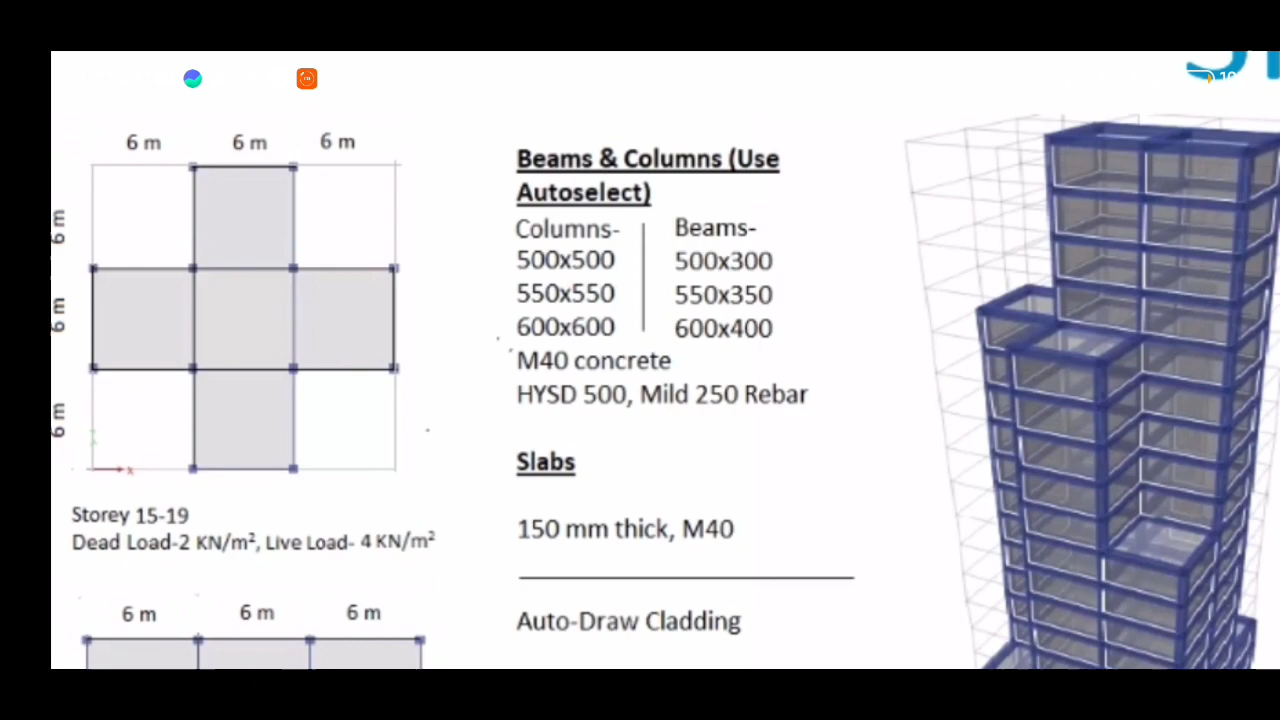 6 m 6 m 6 m
6 m
6 m
6 m
x
Storey 15-19
Dead Load-2 KN/m², Live Load- 4 KN/m²
6 m 6 m 6 m
Beams & Columns (Use
Autoselect)
Columns-
500x500
550x550
600x600
Beams-
500x300
550x350
600x400
M40 concrete
HYSD 500, Mild 250 Rebar
Slabs
150 mm thick, M40
Auto-Draw Cladding